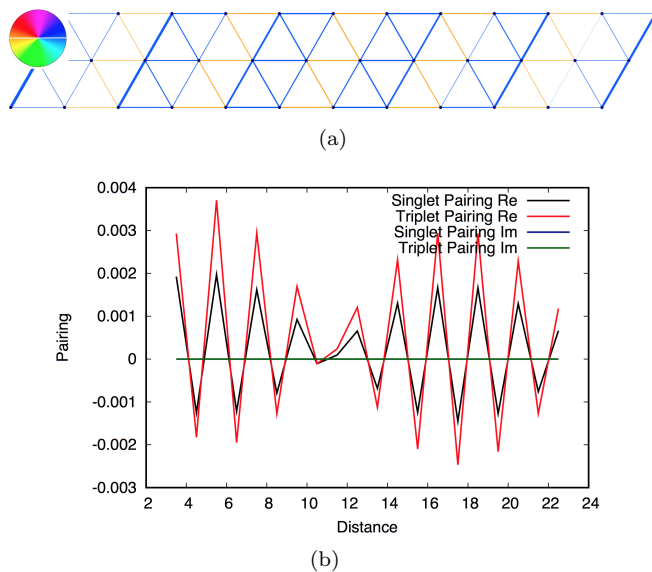 (a)
0.004
0.003
0.002
0.001
0
-0.001
-0.002
-0.003
Pairing
Singlet Pairing Re
Triplet Pairing Re
Singlet Pairing Im
Triplet Pairing Im
2 4 6 8 10 12 14 16 18 20 22 24
Distance
(b)